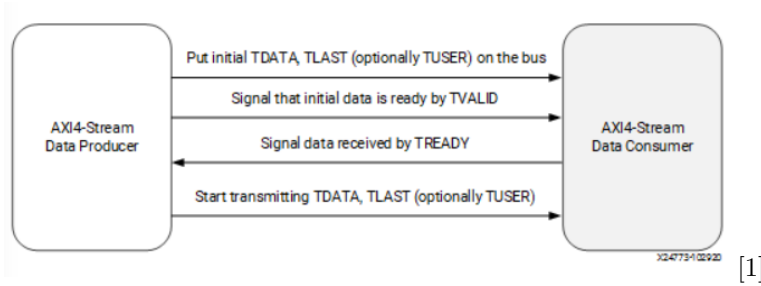 Put initial TDATA, TLAST (optionally TUSER) on the bus
Signal that initial data is ready by TVALID
AXI4-Stream
Data Producer
Signal data received by TREADY
AXI4-Stream
Data Consumer
Start transmitting TDATA, TLAST (optionally TUSER)
X24773-102920
[1]